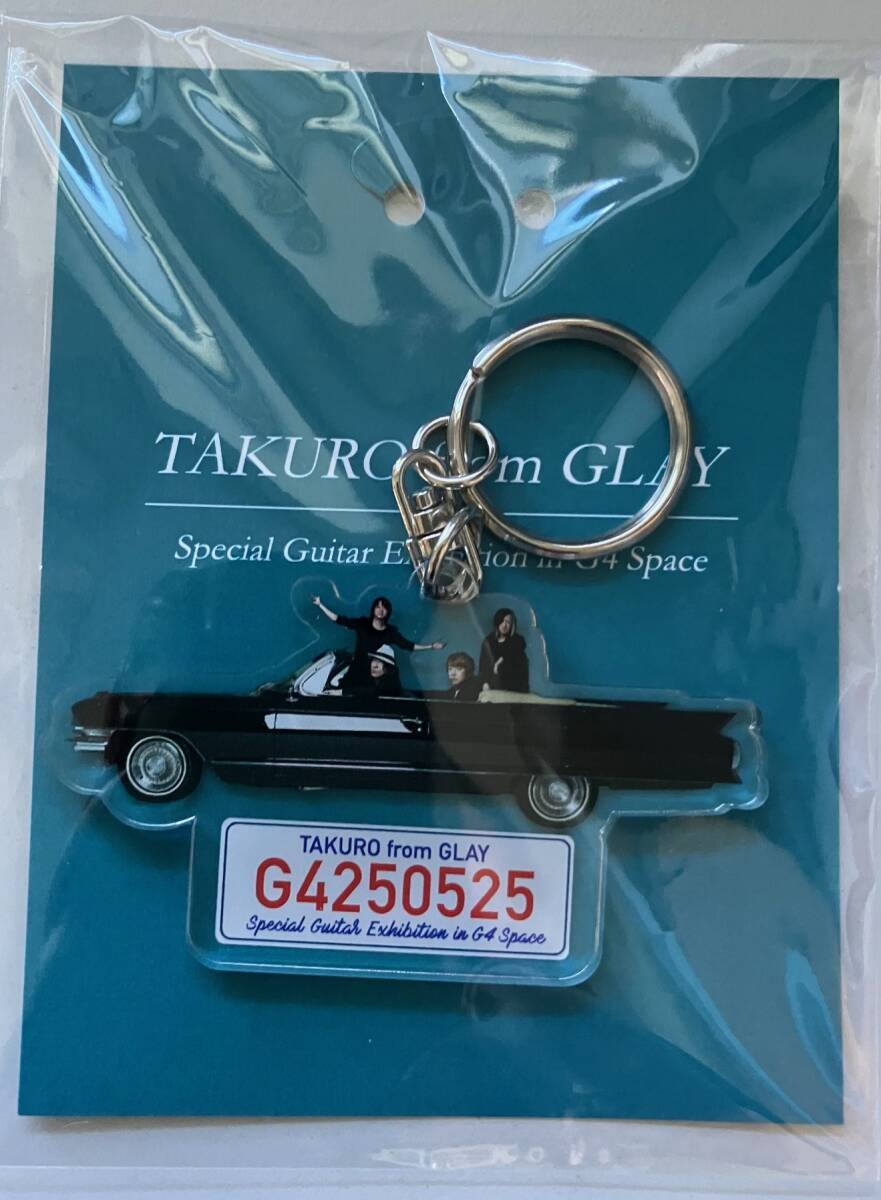 TAKURO from GLAY
Special Guitar Exhibition in G4 Space
TAKURO from GLAY
G4250525
Special Guitar Exhibition in G4 Space